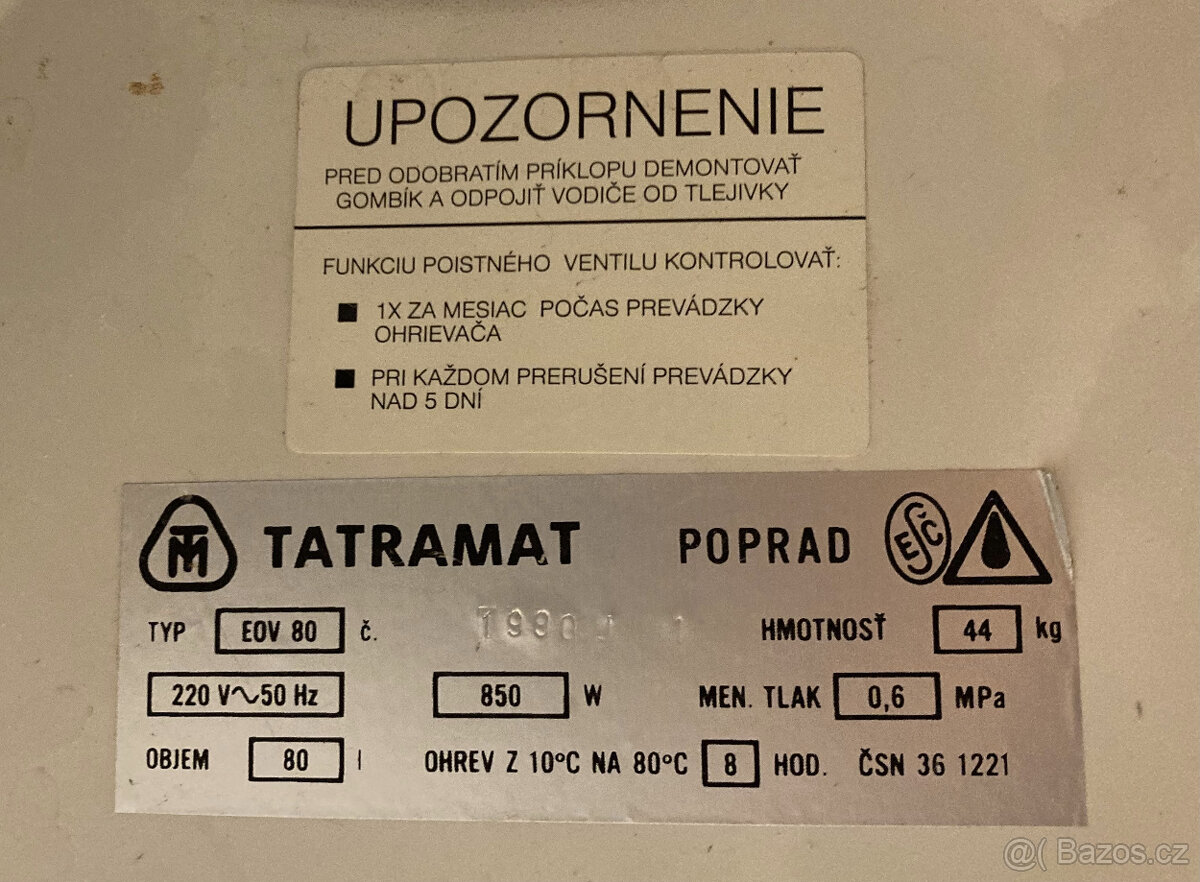 UPOZORNENIE
PRED ODOBRATÍM PRÍKLOPU DEMONTOVAŤ
GOMBÍK A ODPOJIŤ VODIČE OD TLEJIVKY
FUNKCIU POISTNÉHO VENTILU KONTROLOVAŤ:
■ 1X ZA MESIAC POČAS PREVÁDZKY
OHRIEVAČA
■ PRI KAŽDOM PRERUŠENÍ PREVÁDZKY
NAD 5 DNÍ
TM TATRAMAT POPRAD ESČ
TYP EOV 80 č. HMOTNOSŤ 44 kg
220 V~50 Hz 850 W MEN. TLAK 0,6 MPa
OBJEM 80 l OHREV Z 10°C NA 80°C 8 HOD. ČSN 36 1221
@( Bazos.cz